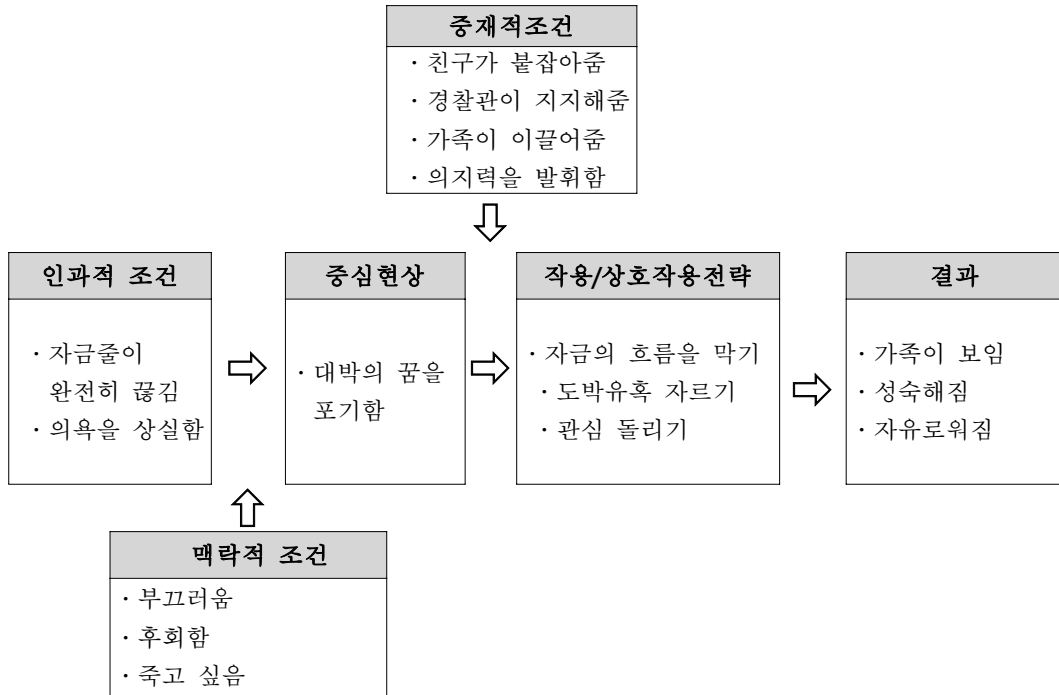 중재적조건
· 친구가 붙잡아줌
· 경찰관이 지지해줌
· 가족이 이끌어줌
· 의지력을 발휘함
인과적 조건
· 자금줄이
완전히 끊김
· 의욕을 상실함
중심현상
· 대박의 꿈을
포기함
작용/상호작용전략
· 자금의 흐름을 막기
· 도박유혹 자르기
· 관심 돌리기
결과
· 가족이 보임
· 성숙해짐
· 자유로워짐
맥락적 조건
· 부끄러움
· 후회함
· 죽고 싶음